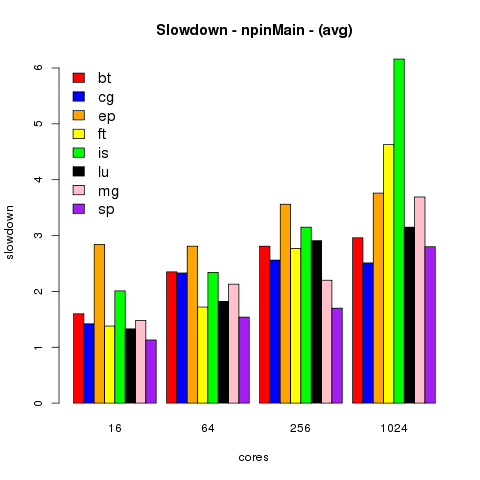 Slowdown - npinMain - (avg)
slowdown
6
5
4
3
2
1
0
bt
cg
ep
ft
is
lu
mg
sp
16 64 256 1024
cores